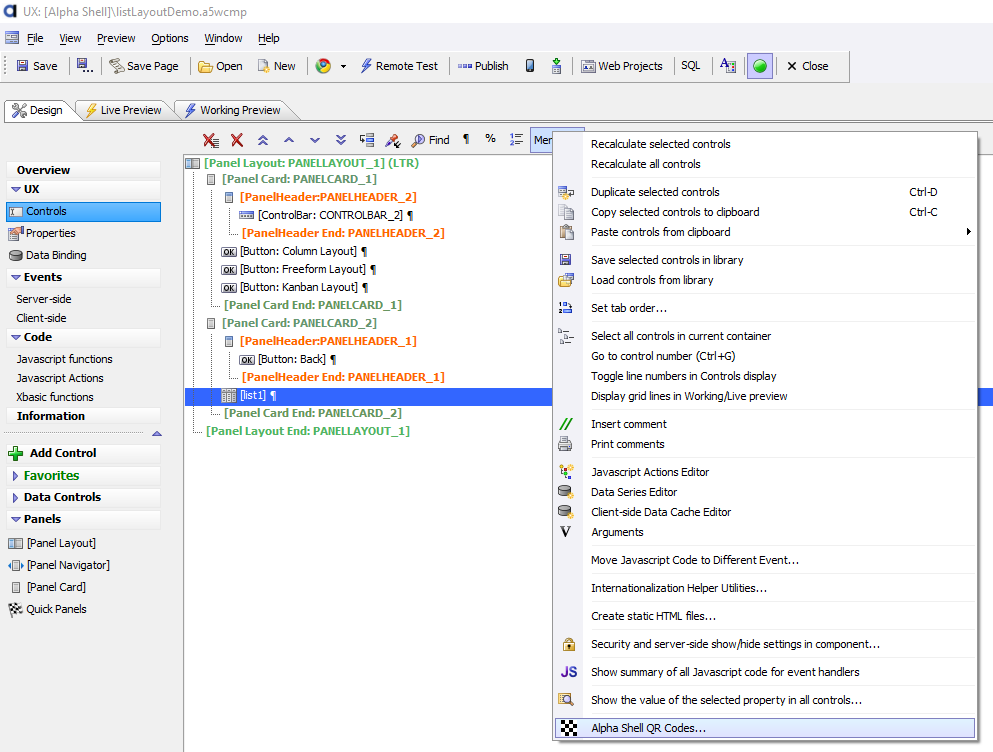 UX: [Alpha Shell]\listLayoutDemo.a5wcmp
File View Preview Options Window Help
Save Save Page Open New Remote Test Publish Web Projects SQL Close
Design Live Preview Working Preview
Find ¶ %
Overview
UX
Controls
Properties
Data Binding
Events
Server-side
Client-side
Code
Javascript functions
Javascript Actions
Xbasic functions
Information
Add Control
Favorites
Data Controls
Panels
[Panel Layout]
[Panel Navigator]
[Panel Card]
Quick Panels
[Panel Layout: PANELLAYOUT_1] (LTR)
[Panel Card: PANELCARD_1]
[PanelHeader:PANELHEADER_2]
[ControlBar: CONTROLBAR_2] ¶
[PanelHeader End: PANELHEADER_2]
OK [Button: Column Layout] ¶
OK [Button: Freeform Layout] ¶
OK [Button: Kanban Layout] ¶
[Panel Card End: PANELCARD_1]
[Panel Card: PANELCARD_2]
[PanelHeader:PANELHEADER_1]
OK [Button: Back] ¶
[PanelHeader End: PANELHEADER_1]
[list1] ¶
[Panel Card End: PANELCARD_2]
[Panel Layout End: PANELLAYOUT_1]
Recalculate selected controls
Recalculate all controls
Duplicate selected controls Ctrl-D
Copy selected controls to clipboard Ctrl-C
Paste controls from clipboard
Save selected controls in library
Load controls from library
Set tab order...
Select all controls in current container
Go to control number (Ctrl+G)
Toggle line numbers in Controls display
Display grid lines in Working/Live preview
Insert comment
Print comments
Javascript Actions Editor
Data Series Editor
Client-side Data Cache Editor
V Arguments
Move Javascript Code to Different Event...
Internationalization Helper Utilities...
Create static HTML files...
Security and server-side show/hide settings in component...
JS Show summary of all Javascript code for event handlers
Show the value of the selected property in all controls...
Alpha Shell QR Codes...